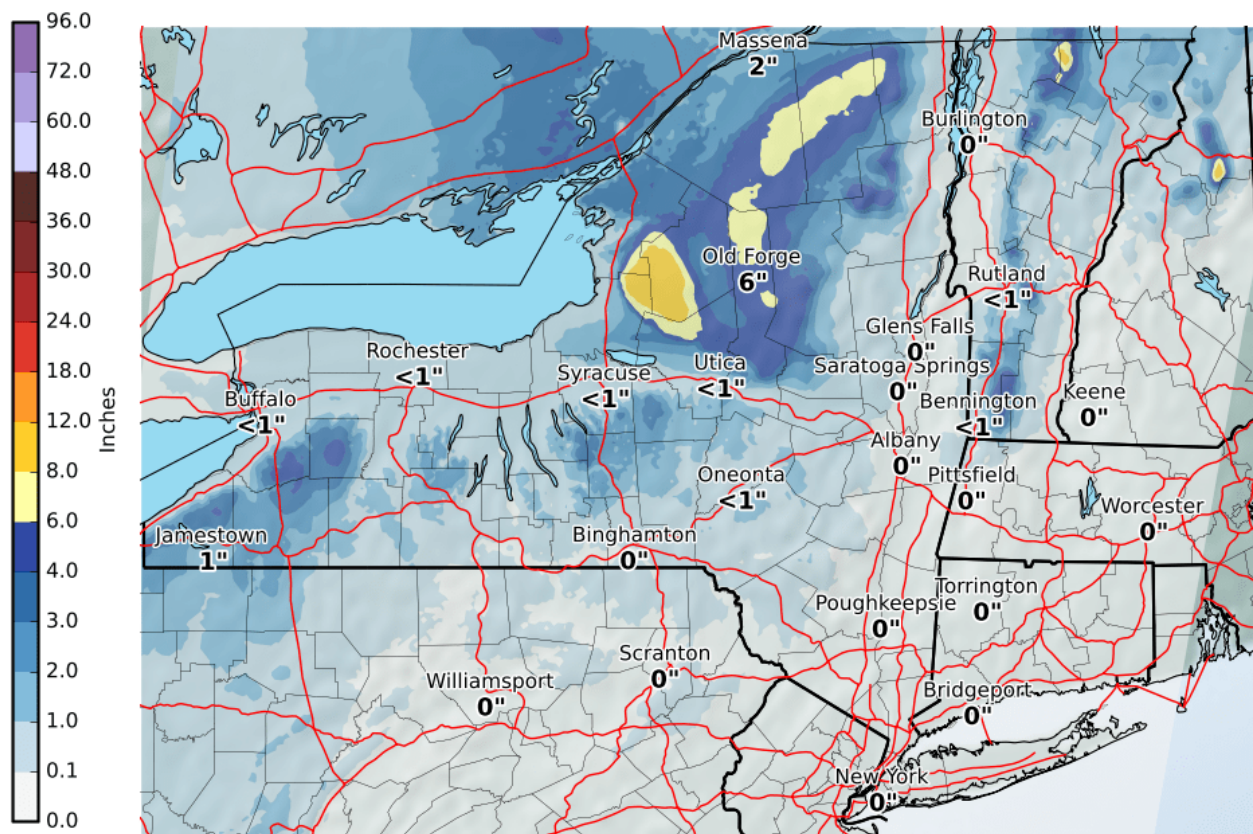 96.0
72.0
60.0
48.0
36.0
30.0
24.0
18.0
12.0
8.0
6.0
4.0
3.0
2.0
1.0
0.1
0.0
Inches
Massena
2"
Burlington
0"
Old Forge
6"
Rutland
<1"
Glens Falls
0"
Rochester
<1"
Syracuse
<1"
Utica
<1"
Saratoga Springs
0"
Buffalo
<1"
Bennington
<1"
Keene
0"
Albany
0"
Oneonta
<1"
Pittsfield
0"
Worcester
0"
Jamestown
1"
Binghamton
0"
Poughkeepsie
0"
Torrington
0"
Scranton
0"
Williamsport
0"
Bridgeport
0"
New York
0"